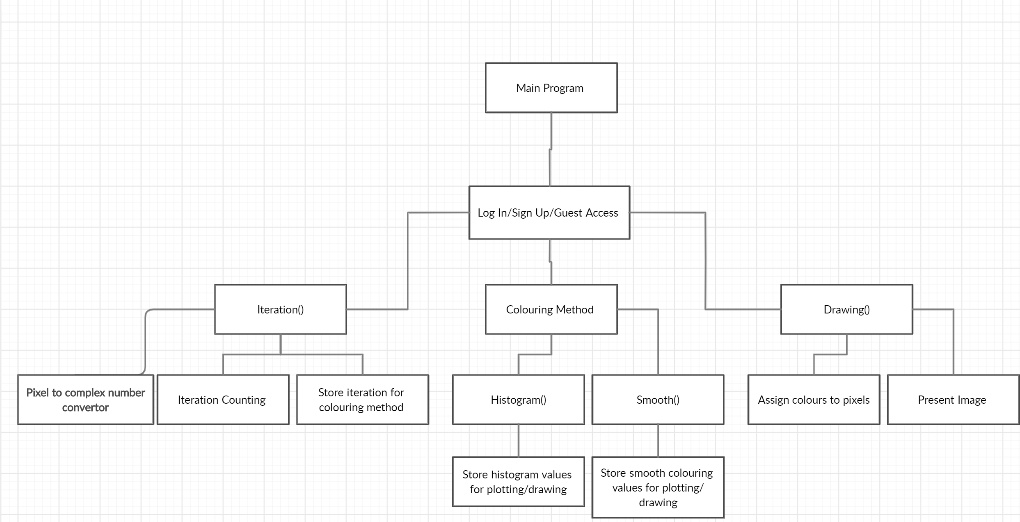 Main Program
Log In/Sign Up/Guest Access
Iteration()
Colouring Method
Drawing()
Pixel to complex number
convertor
Iteration Counting
Store iteration for
colouring method
Histogram()
Smooth()
Assign colours to pixels
Present Image
Store histogram values
for plotting/drawing
Store smooth colouring
values for plotting/
drawing